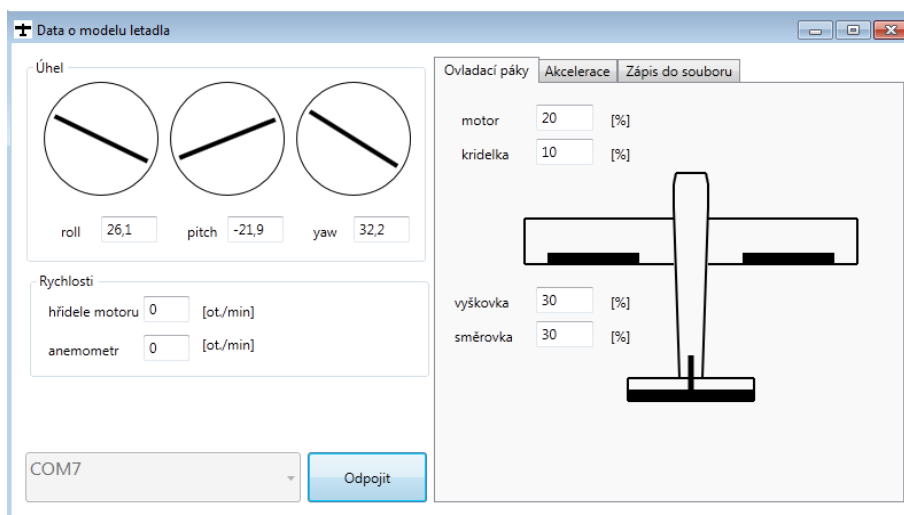 Data o modelu letadla
Úhel
roll 26,1 pitch -21,9 yaw 32,2
Rychlosti
hřídele motoru 0 [ot./min]
anemometr 0 [ot./min]
COM7
Odpojit
Ovladací páky Akcelerace Zápis do souboru
motor 20 [%]
kridelka 10 [%]
vyškovka 30 [%]
směrovka 30 [%]